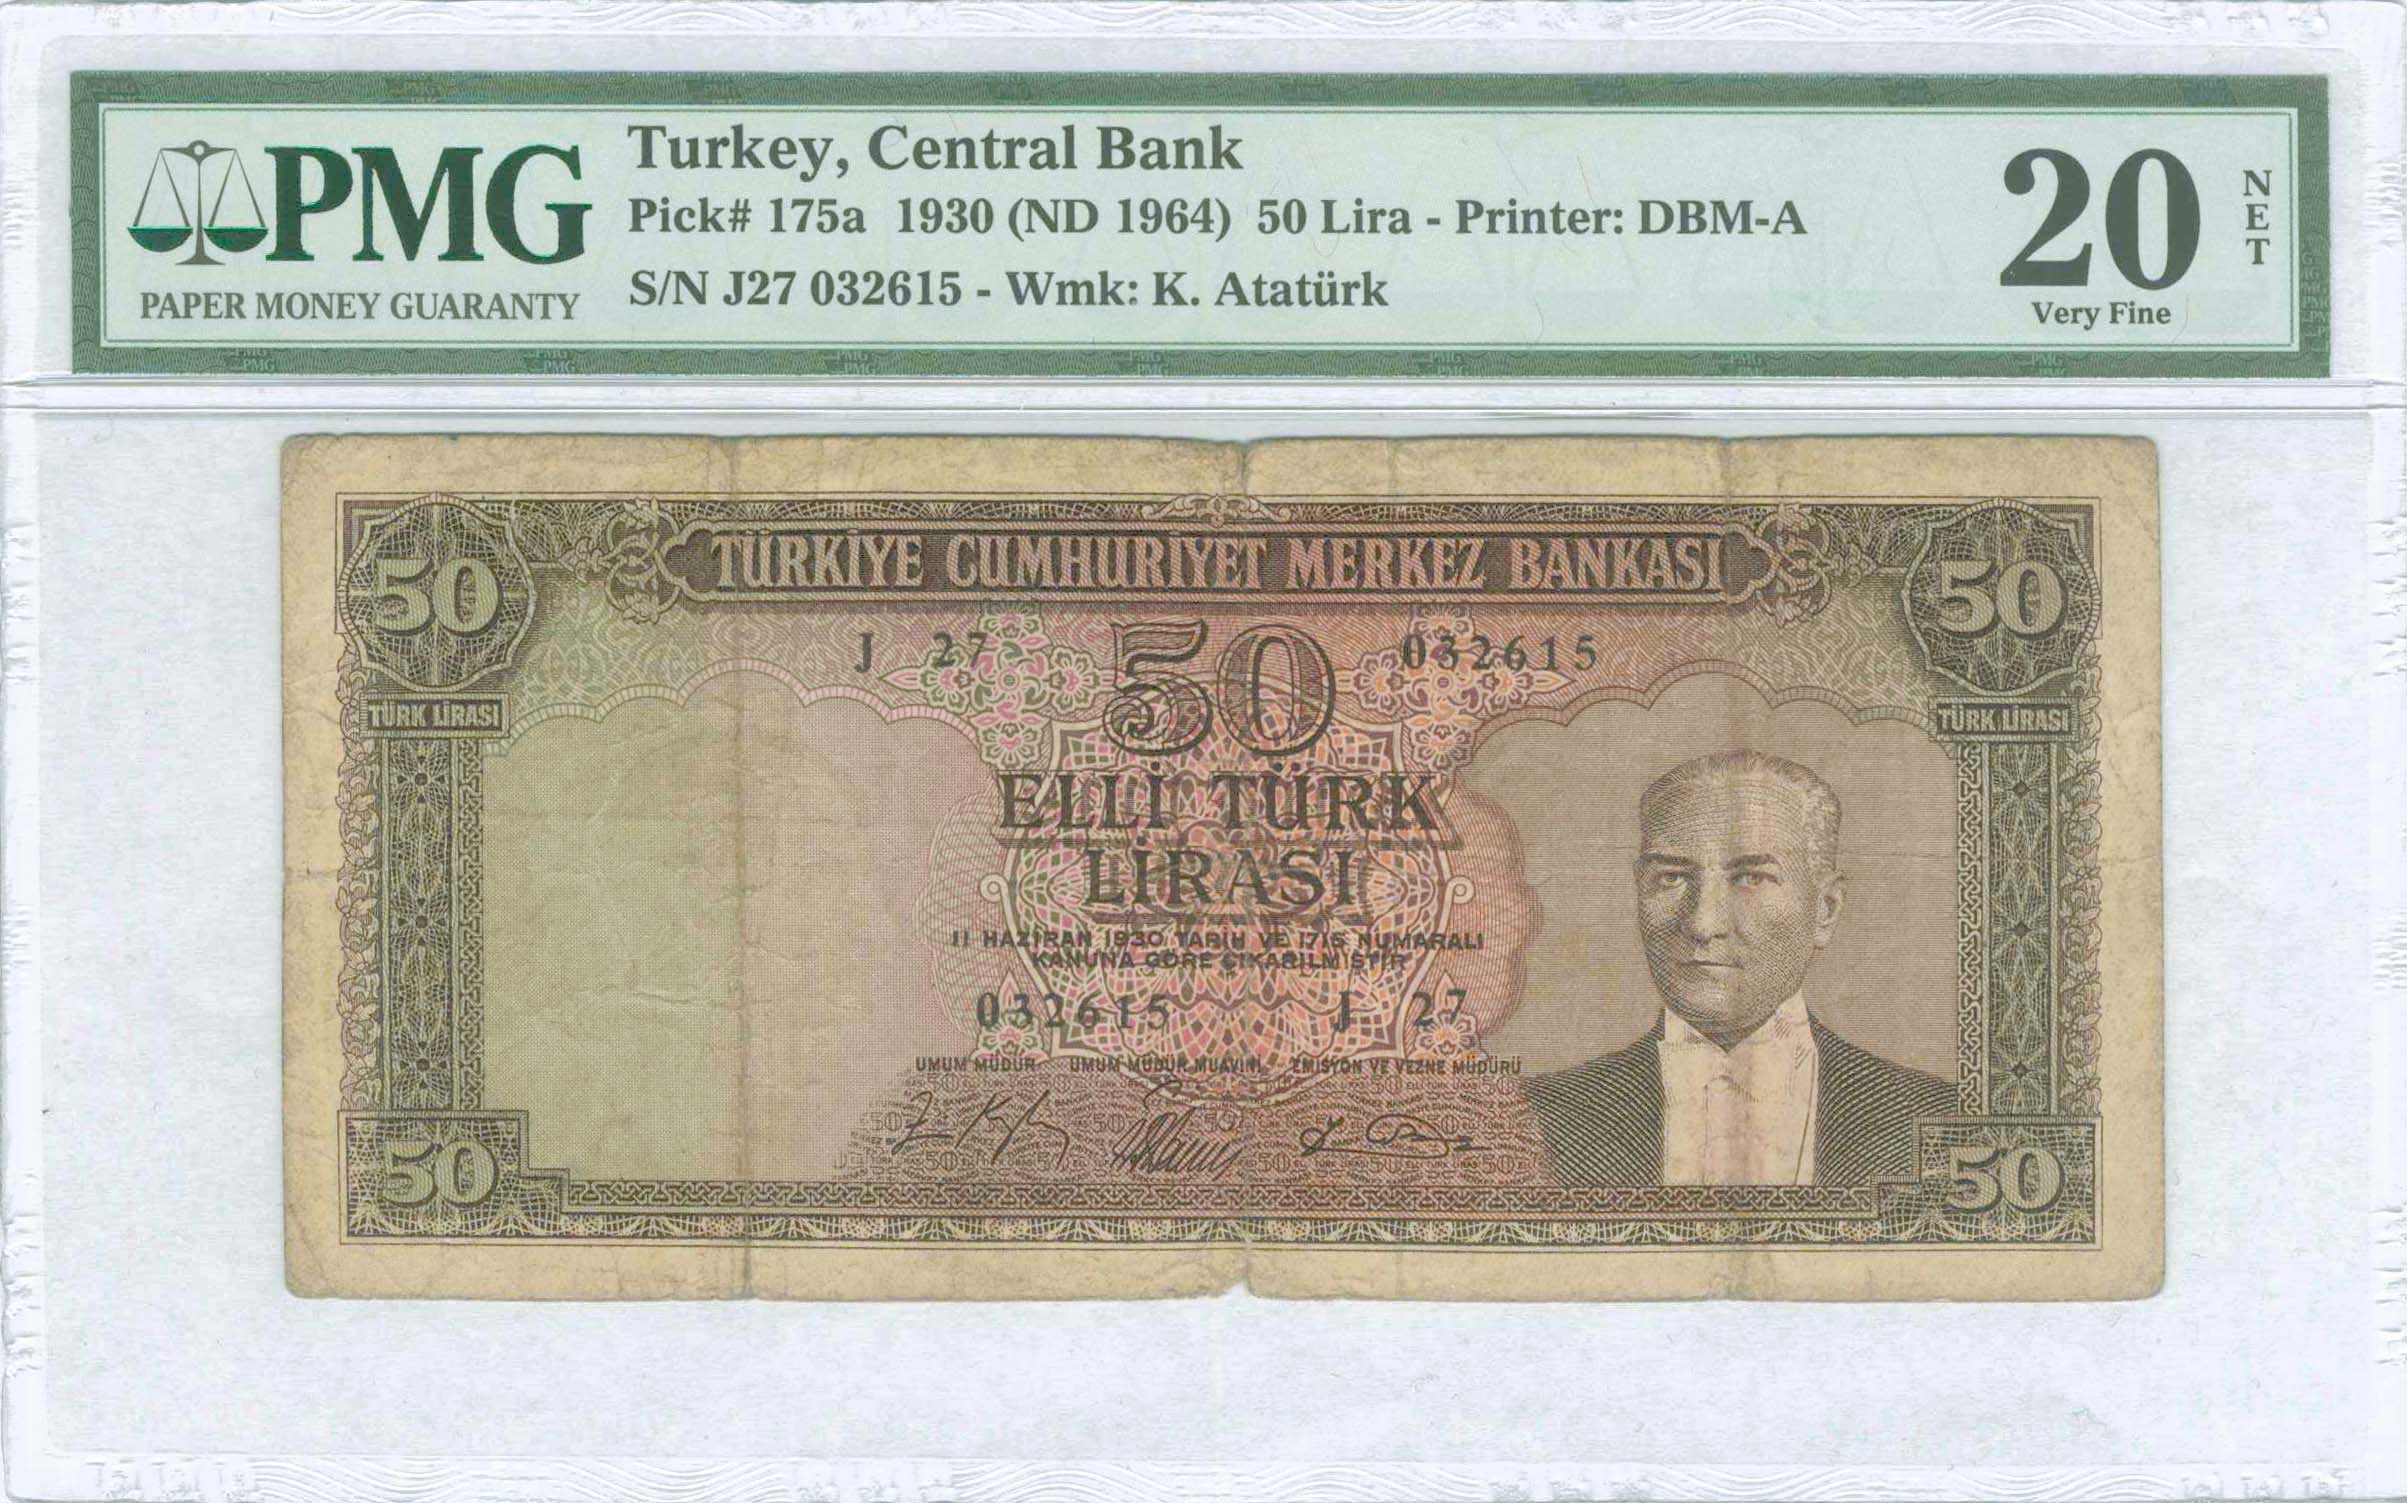 PMG
PAPER MONEY GUARANTY
Turkey, Central Bank
Pick# 175a 1930 (ND 1964) 50 Lira - Printer: DBM-A
S/N J27 032615 - Wmk: K. Atatürk
20
NET
Very Fine
50 TÜRKİYE CUMHURİYET MERKEZ BANKASI 50
J 27 50 032615
TÜRK LİRASI TÜRK LİRASI
ELLİ TÜRK
LİRASI
11 HAZİRAN 1930 TARİH VE 1715 NUMARALI
KANUNA GÖRE ÇIKARILMIŞTIR
032615 J 27
UMUM MÜDÜR UMUM MÜDÜR MUAVİNİ EMİSYON VE VEZNE MÜDÜRÜ
50 50